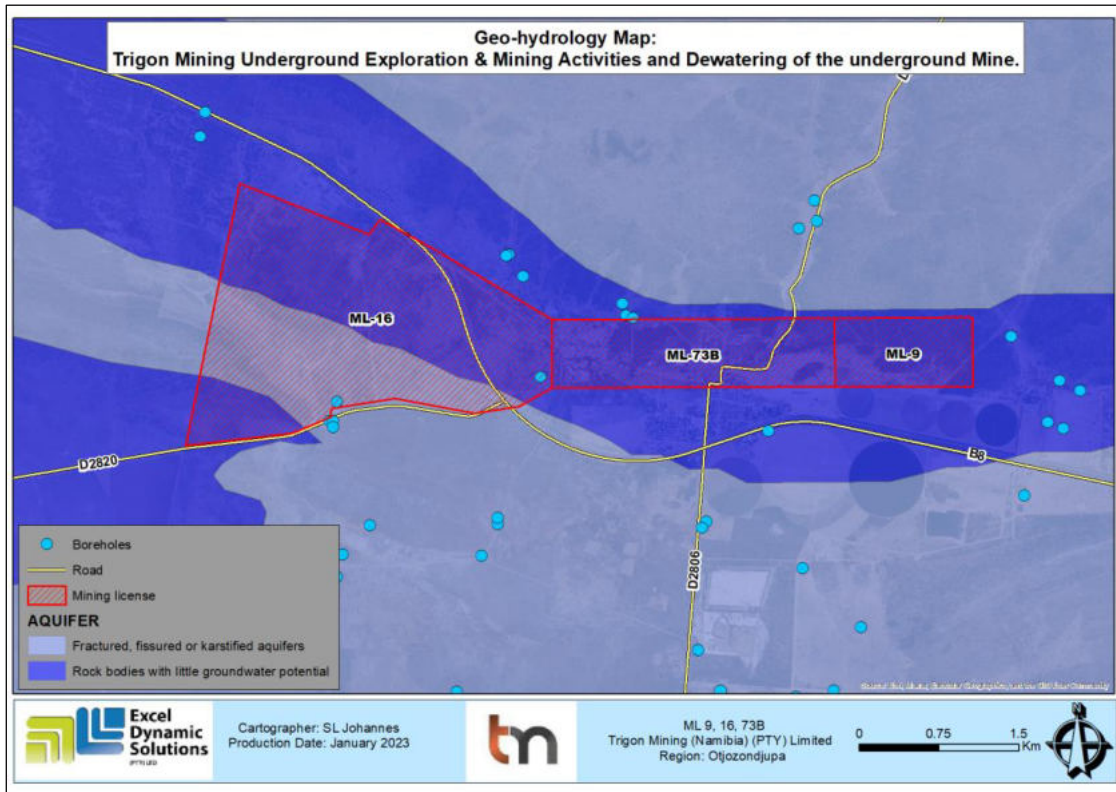 Geo-hydrology Map:
Trigon Mining Underground Exploration & Mining Activities and Dewatering of the underground Mine.
ML-16
ML-73B
ML-9
D2820
B8
D2806
Boreholes
Road
Mining license
AQUIFER
Fractured, fissured or karstified aquifers
Rock bodies with little groundwater potential
Excel
Dynamic
Solutions
(PTY) LTD
Cartographer: SL Johannes
Production Date: January 2023
tn
ML 9, 16, 73B
Trigon Mining (Namibia) (PTY) Limited
Region: Otjozondjupa
0 0.75 1.5
Km
N